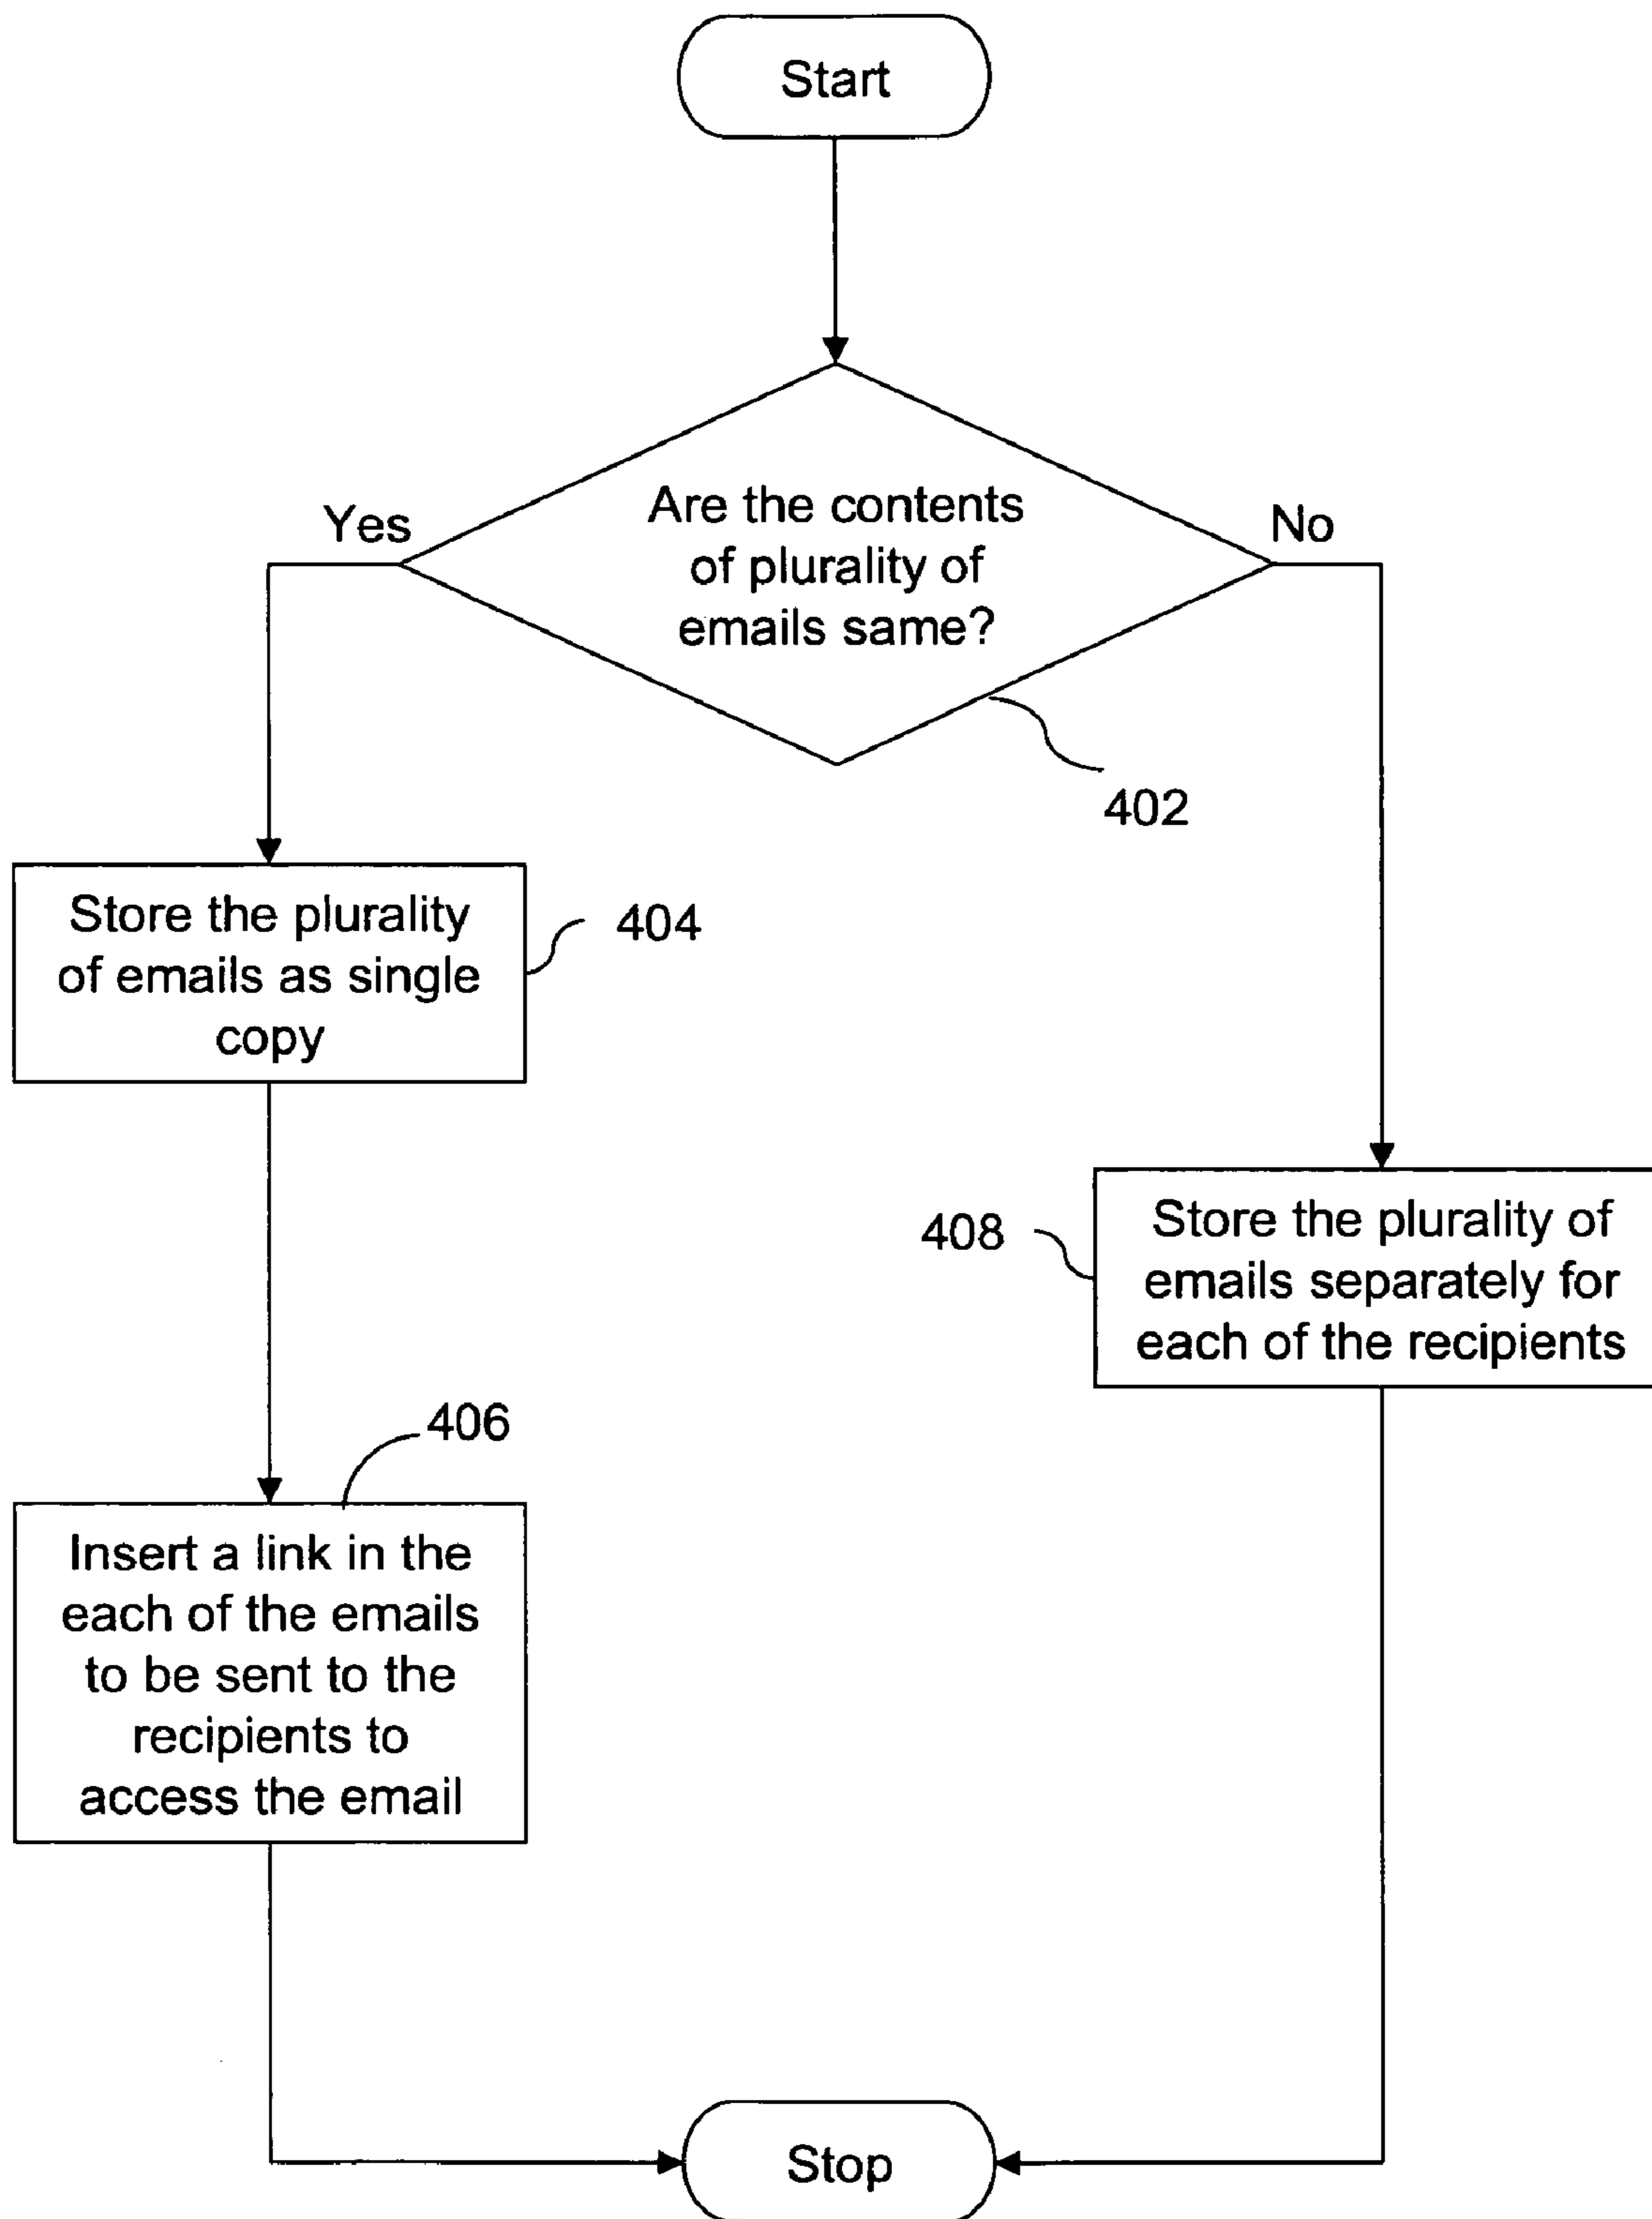 Start
Are the contents
of plurality of
emails same?
Yes
No
402
Store the plurality
of emails as single
copy
404
408
Store the plurality of
emails separately for
each of the recipients
406
Insert a link in the
each of the emails
to be sent to the
recipients to
access the email
Stop